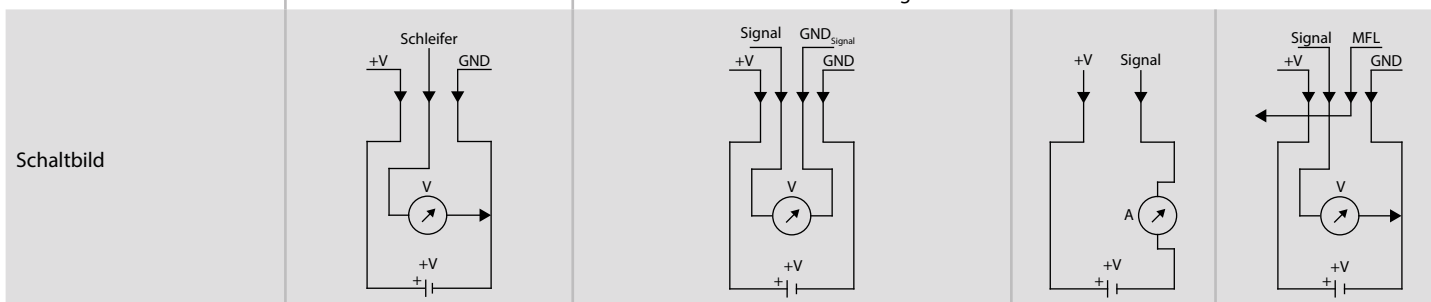 Schaltbild
Schleifer
+V GND
V
+V
+
Signal GND Signal
+V GND
V
+V
+
+V Signal
A
+V
+
Signal MFL
+V GND
V
+V
+